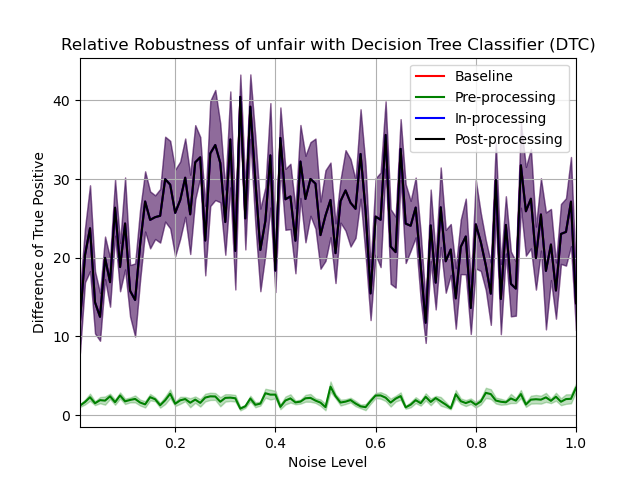 Relative Robustness of unfair with Decision Tree Classifier (DTC)
Baseline
Pre-processing
In-processing
Post-processing
Difference of True Positive
40
30
20
10
0
0.2 0.4 0.6 0.8 1.0
Noise Level